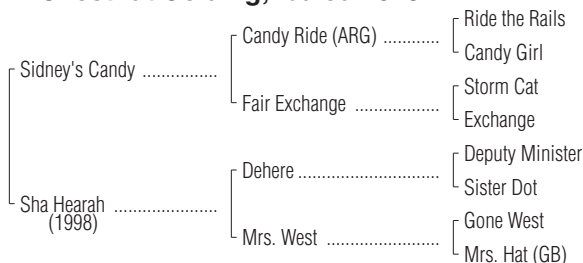 Sidney's Candy ................
Sha Hearah ......................
(1998)
Candy Ride (ARG) ............
Fair Exchange ..................
Dehere ..............................
Mrs. West ........................
Ride the Rails
Candy Girl
Storm Cat
Exchange
Deputy Minister
Sister Dot
Gone West
Mrs. Hat (GB)